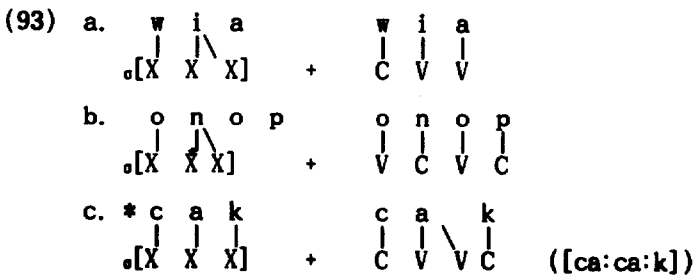 (93) a. w i a w i a
σ[X X X] + C V V
b. o n o p o n o p
σ[X X X] + V C V C
c. * c a k c a k
σ[X X X] + C V V C ([ca:ca:k])